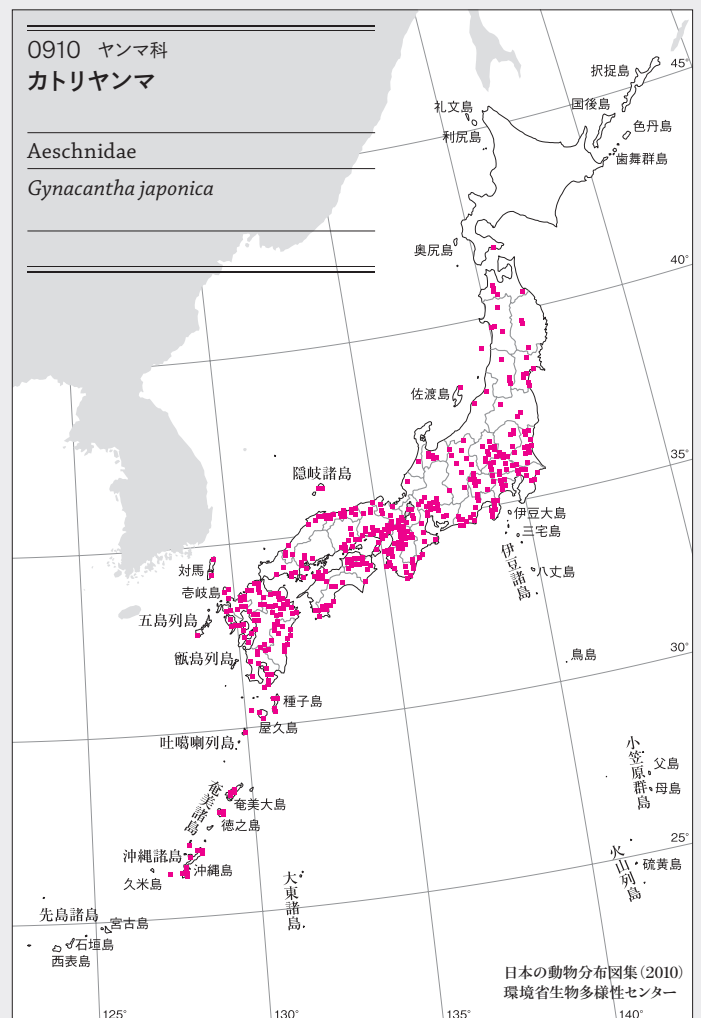 0910 ヤンマ科
カトリヤンマ
Aeschnidae
Gynacantha japonica
択捉島
45°
礼文島
国後島
利尻島
色丹島
歯舞群島
奥尻島
40°
佐渡島
35°
隠岐諸島
伊豆大島
三宅島
伊豆諸島
八丈島
対馬
壱岐島
五島列島
甑島列島
鳥島
30°
種子島
屋久島
吐噶喇列島
小笠原群島
父島
母島
奄美諸島
奄美大島
徳之島
25°
沖縄諸島
沖縄島
久米島
火山列島
硫黄島
大東諸島
先島諸島
宮古島
石垣島
西表島
日本の動物分布図集(2010)
環境省生物多様性センター
125°
130°
135°
140°